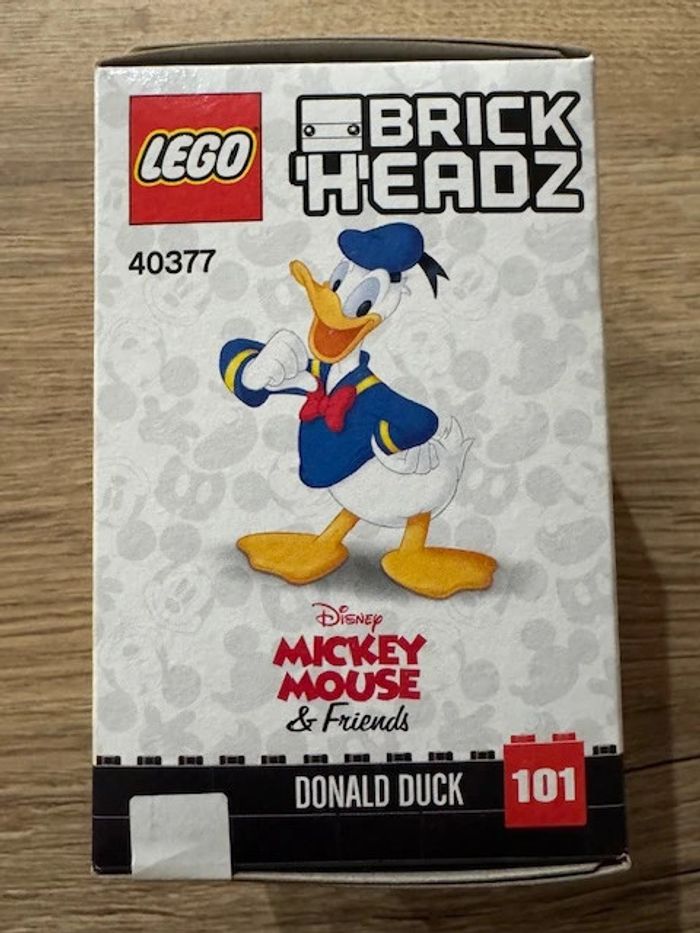 LEGO
BRICK
HEADZ
40377
Disney
MICKEY
MOUSE
& Friends
DONALD DUCK
101